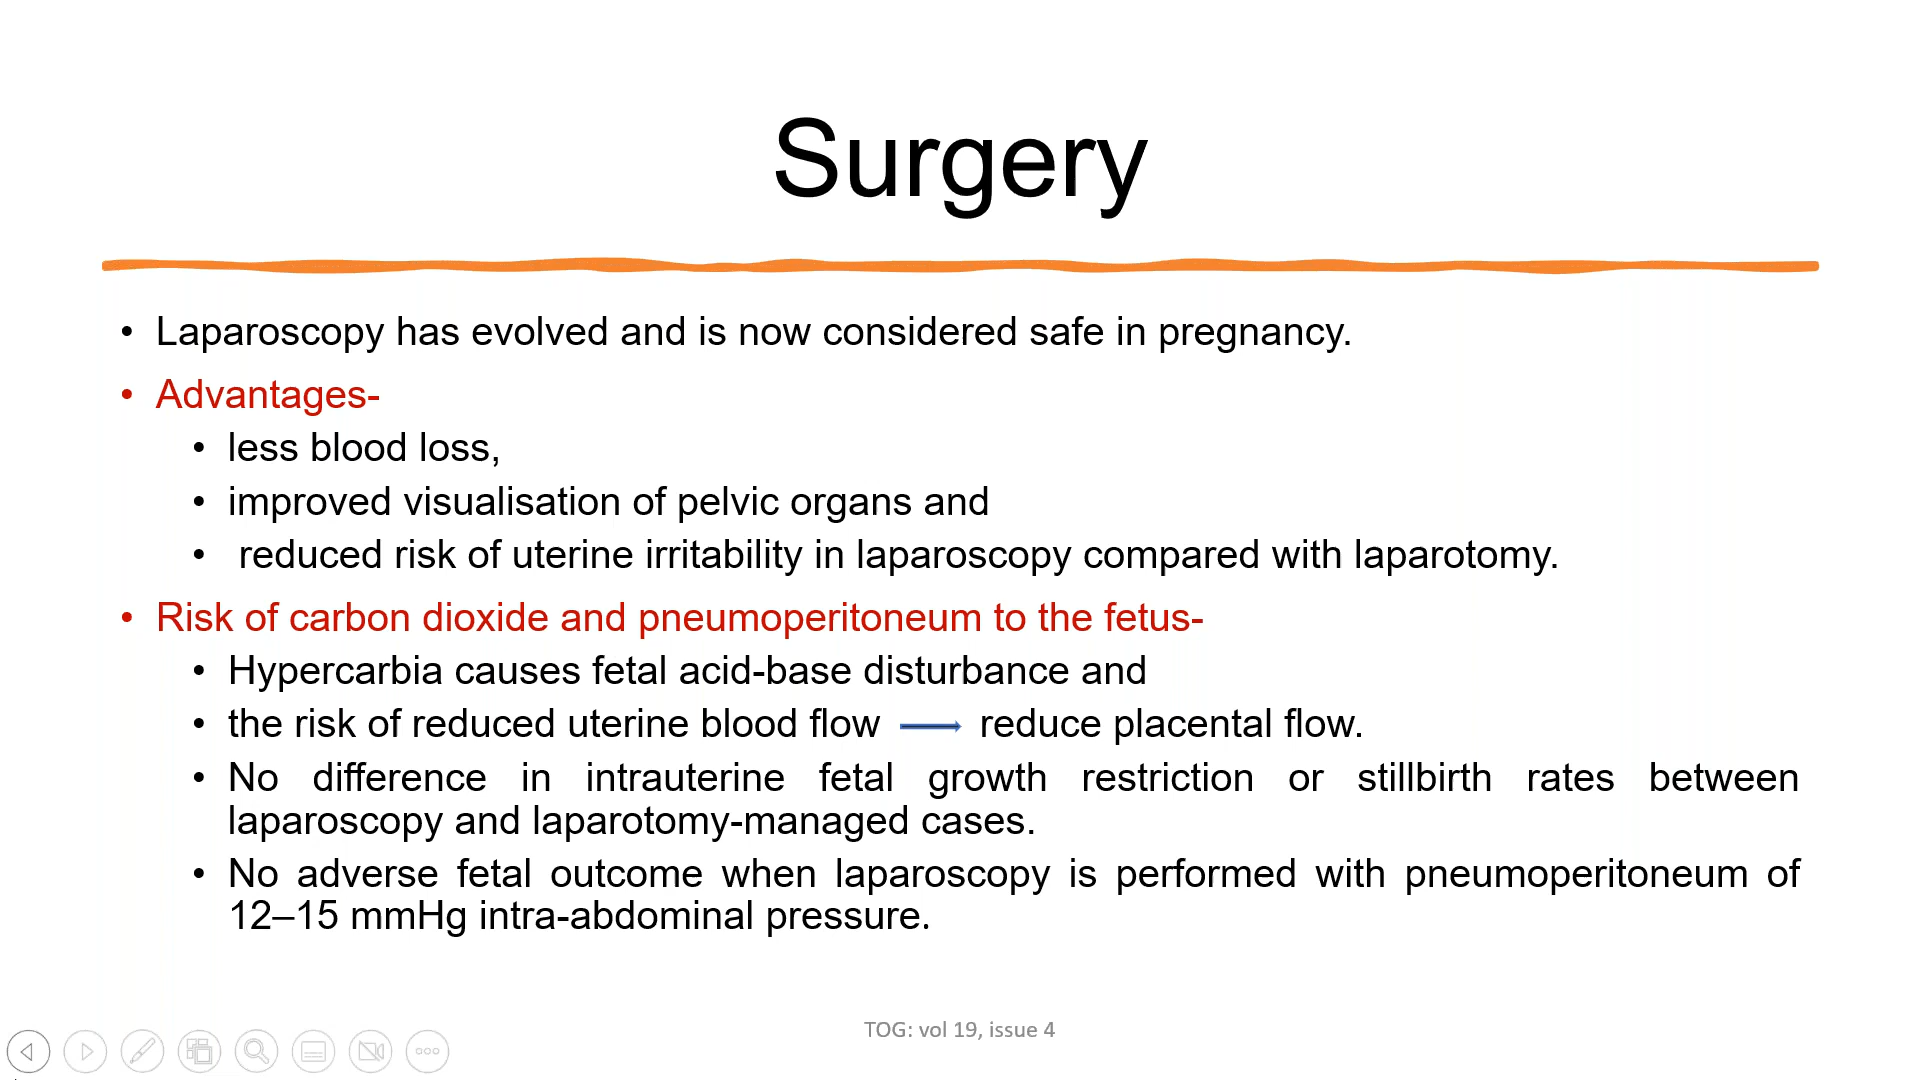 Surgery
• Laparoscopy has evolved and is now considered safe in pregnancy.
• Advantages-
• less blood loss,
• improved visualisation of pelvic organs and
• reduced risk of uterine irritability in laparoscopy compared with laparotomy.
• Risk of carbon dioxide and pneumoperitoneum to the fetus-
• Hypercarbia causes fetal acid-base disturbance and
• the risk of reduced uterine blood flow → reduce placental flow.
• No difference in intrauterine fetal growth restriction or stillbirth rates between
laparoscopy and laparotomy-managed cases.
• No adverse fetal outcome when laparoscopy is performed with pneumoperitoneum of
12–15 mmHg intra-abdominal pressure.
TOG: vol 19, issue 4